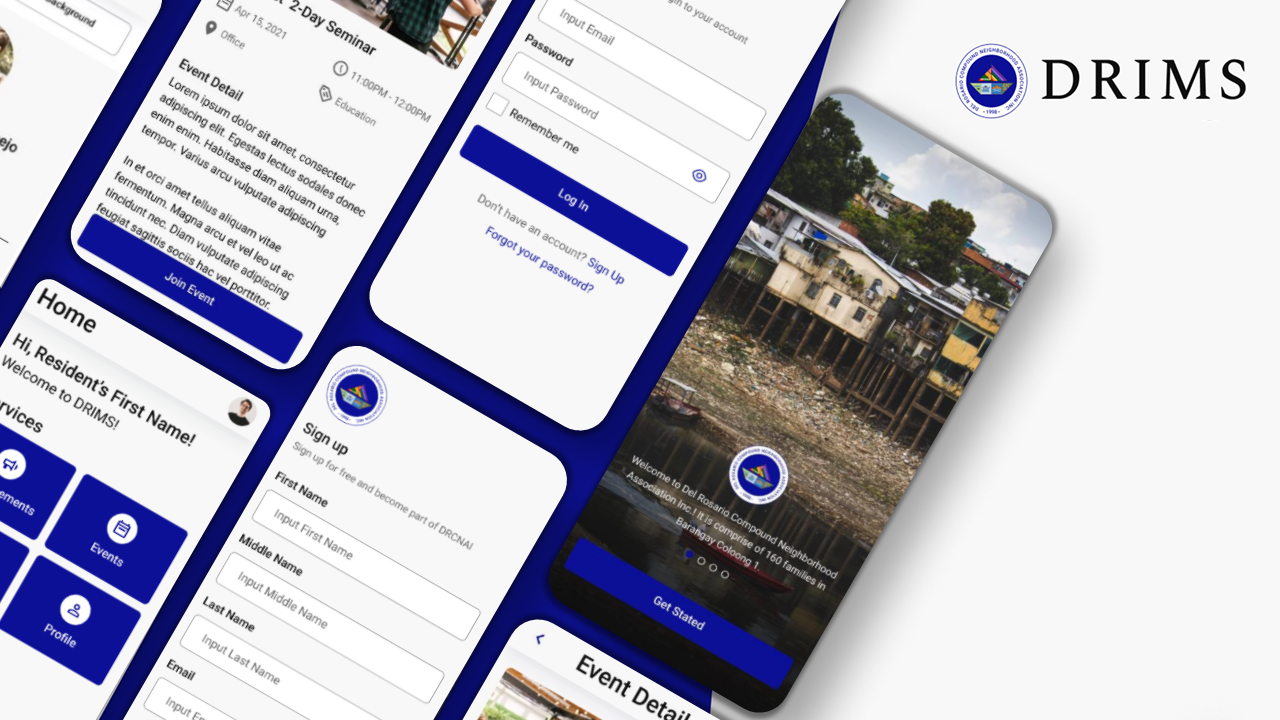 DRIMS
DEL ROSARIO COMPOUND NEIGHBORHOOD ASSOCIATION INC.
1998
Background
ejo
2-Day Seminar
Apr 15, 2021
11:00PM - 12:00PM
Office
Education
Event Detail
Lorem ipsum dolor sit amet, consectetur
adipiscing elit. Egestas lectus sodales donec
enim enim. Habitasse diam aliquam urna,
tempor. Varius arcu vulputate adipiscing
In et orci amet tellus aliquam vitae
fermentum. Magna arcu et vel leo ut ac
tincidunt nec. Diam vulputate adipiscing
feugiat sagittis sociis hac vel porttitor.
Join Event
to your account
Input Email
Password
Input Password
Remember me
Log In
Don't have an account? Sign Up
Forgot your password?
Home
Hi, Resident's First Name!
Welcome to DRIMS!
rvices
ements
Events
Profile
Sign up
Sign up for free and become part of DRCNAI
First Name
Input First Name
Middle Name
Input Middle Name
Last Name
Input Last Name
Email
Welcome to Del Rosario Compound Neighborhood
Association Inc.! It is comprise of 160 families in
Barangay Coloong 1.
Get Stated
Event Detail